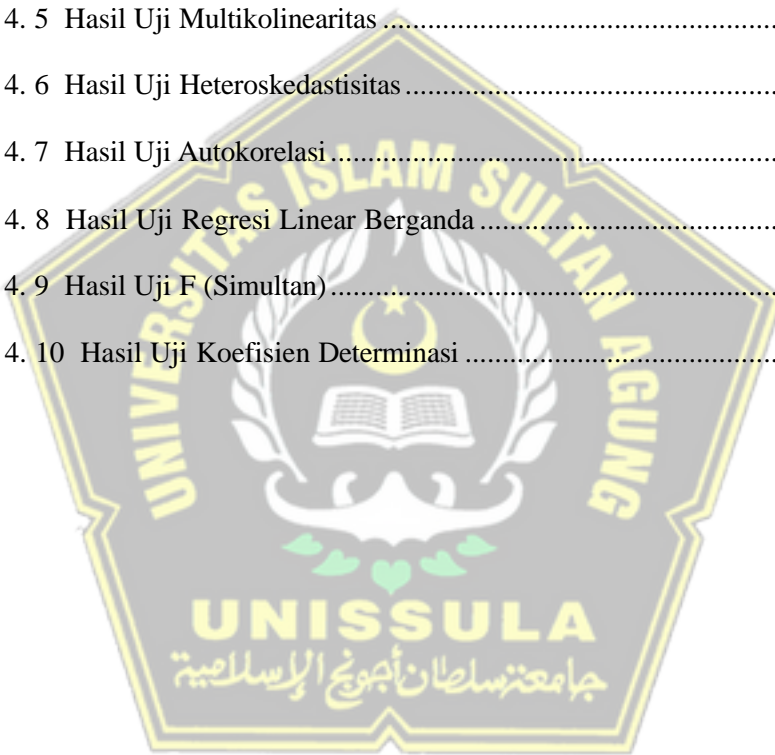 4. 5 Hasil Uji Multikolinearitas ............................................................
4. 6 Hasil Uji Heteroskedastisitas .........................................................
4. 7 Hasil Uji Autokorelasi ....................................................................
4. 8 Hasil Uji Regresi Linear Berganda ..............................................
4. 9 Hasil Uji F (Simultan) ....................................................................
4. 10 Hasil Uji Koefisien Determinasi ................................................
UNIVERSITAS ISLAM SULTAN AGUNG
UNISSULA
جامعة سلطان أجونج الإسلامية